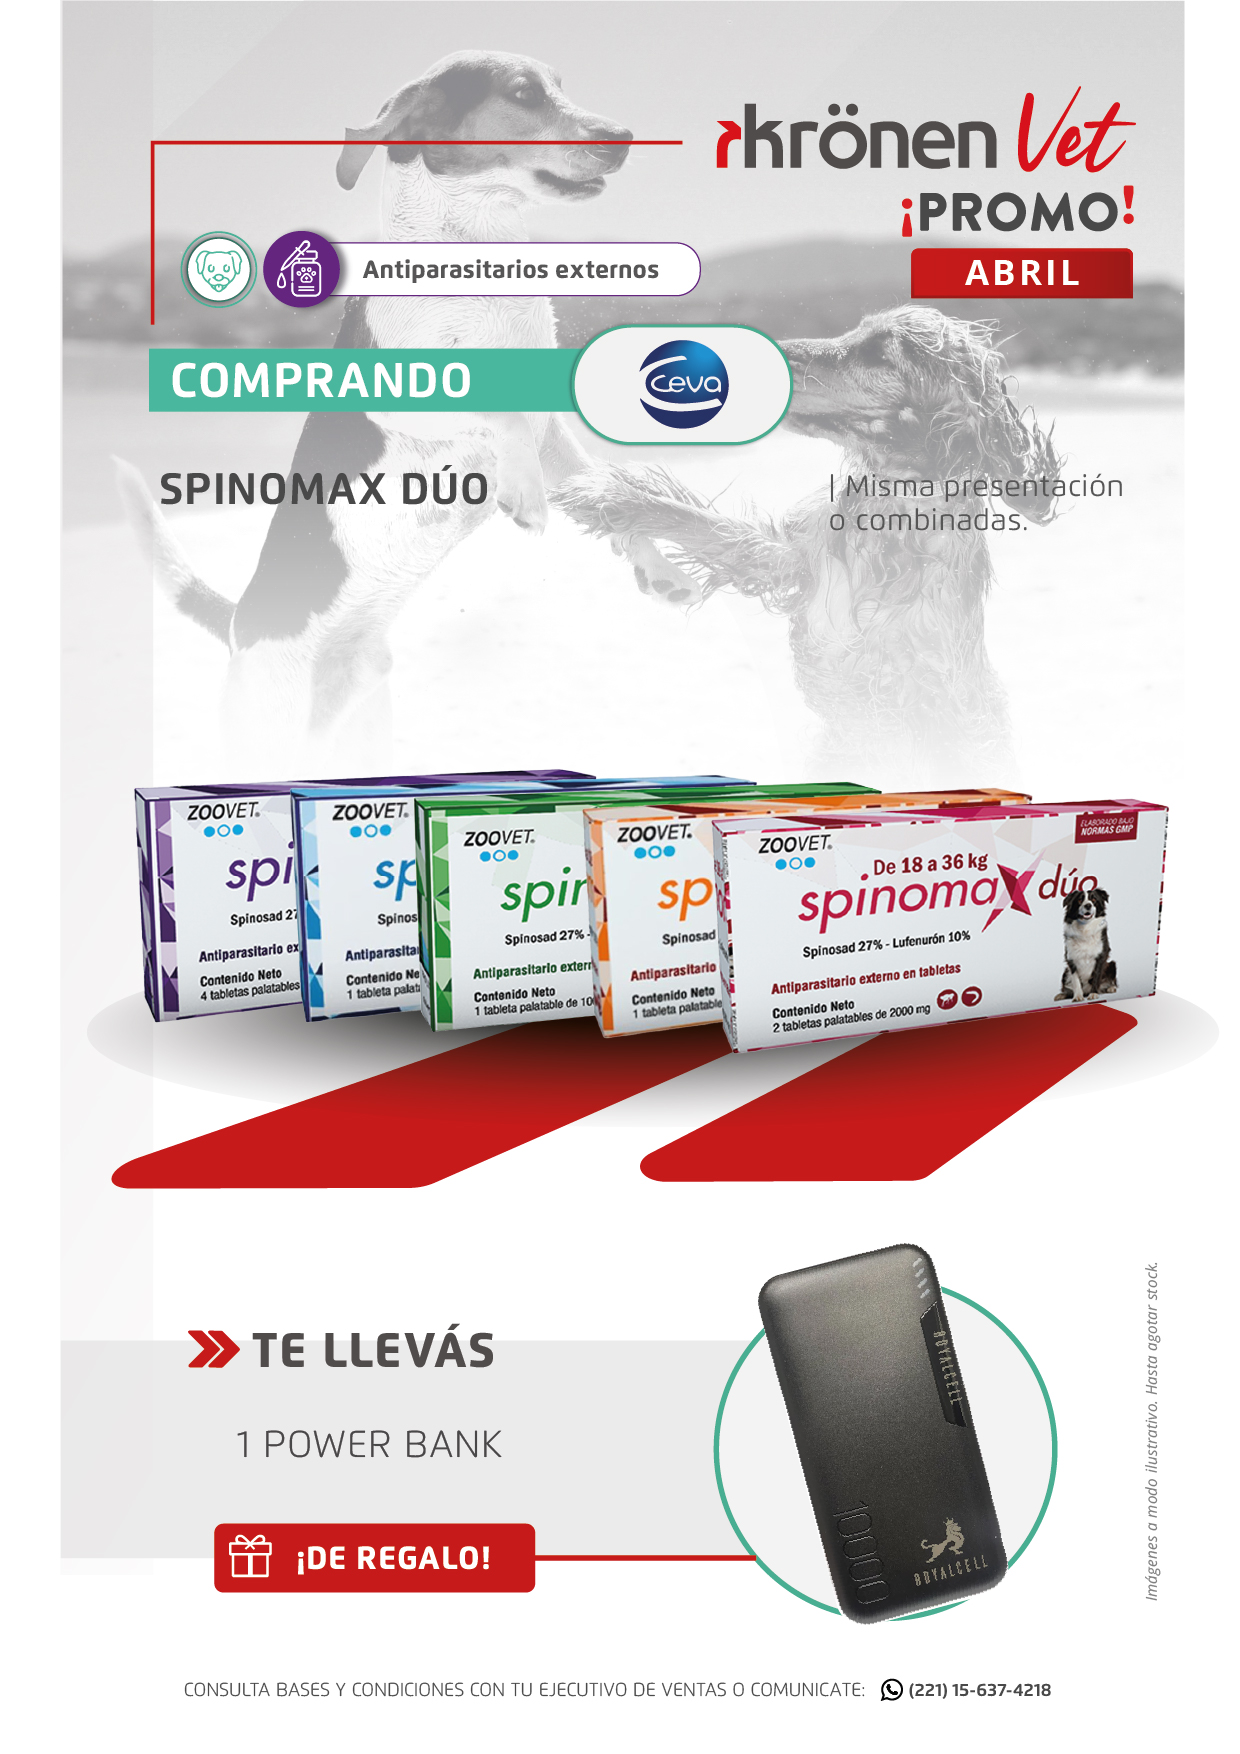 krönen Vet
¡PROMO!
ABRIL
Antiparasitarios externos
COMPRANDO
ceva
SPINOMAX DÚO
| Misma presentación
o combinadas.
ZOOVET.
spi
Spinosad 27
Antiparasitario ex
Contenido Neto
4 tabletas palatables
ZOOVET.
sp
Spinos
Antiparasita
Contenido Ne
1 tableta palat
ZOOVET.
spin
Spinosad 27% -
Antiparasitario extern
Contenido Neto
1 tableta palatable de 10
ZOOVET.
sp
Spinosad
Antiparasitario
Contenido Neto
1 tableta palatable
ELABORADO BAJO
NORMAS GMP
ZOOVET.
De 18 a 36 kg
spinomax dúo
Spinosad 27% - Lufenurón 10%
Antiparasitario externo en tabletas
Contenido Neto
2 tabletas palatables de 2000 mg
TE LLEVÁS
1 POWER BANK
¡DE REGALO!
ROYALCELL
10000
ROYALCELL
Imágenes a modo ilustrativo. Hasta agotar stock.
CONSULTA BASES Y CONDICIONES CON TU EJECUTIVO DE VENTAS O COMUNICATE: (221) 15-637-4218